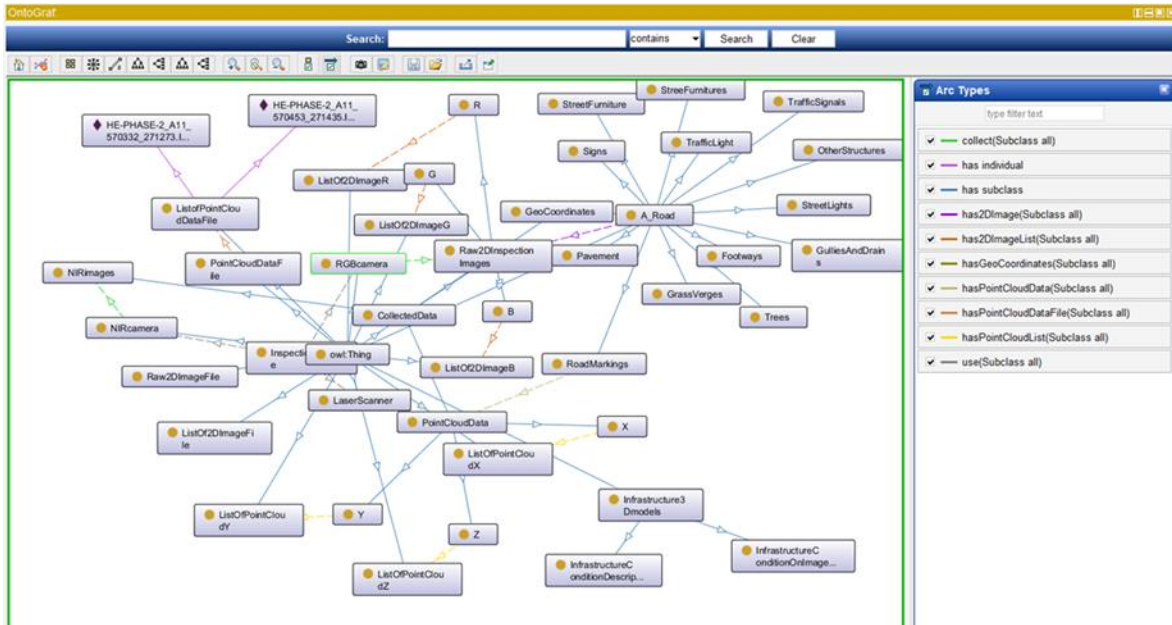 OntoGraf
Search: contains Search Clear
HE-PHASE-2_A11_
570332_271273.l...
HE-PHASE-2_A11_
570453_271435.l...
R
StreetFurniture
StreeFurnitures
TrafficSignals
Signs
TrafficLight
OtherStructures
ListOf2DImageR
G
ListofPointClou
dDataFile
ListOf2DImageG
GeoCoordinates
A_Road
StreetLights
PointCloudDataF
ile
RGBcamera
Raw2DInspection
Images
Pavement
Footways
GulliesAndDrain
s
NIRimages
GrassVerges
Trees
CollectedData
B
NIRcamera
Inspecti
e
owl:Thing
ListOf2DImageB
RoadMarkings
Raw2DImageFile
LaserScanner
PointCloudData
X
ListOf2DImageFi
le
ListOfPointClou
dX
ListOfPointClou
dY
Y
Infrastructure3
Dmodels
Z
ListOfPointClou
dZ
InfrastructureC
onditionDescrip...
InfrastructureC
onditionOnImage...
Arc Types
type filter text
collect(Subclass all)
has individual
has subclass
has2DImage(Subclass all)
has2DImageList(Subclass all)
hasGeoCoordinates(Subclass all)
hasPointCloudData(Subclass all)
hasPointCloudDataFile(Subclass all)
hasPointCloudList(Subclass all)
use(Subclass all)